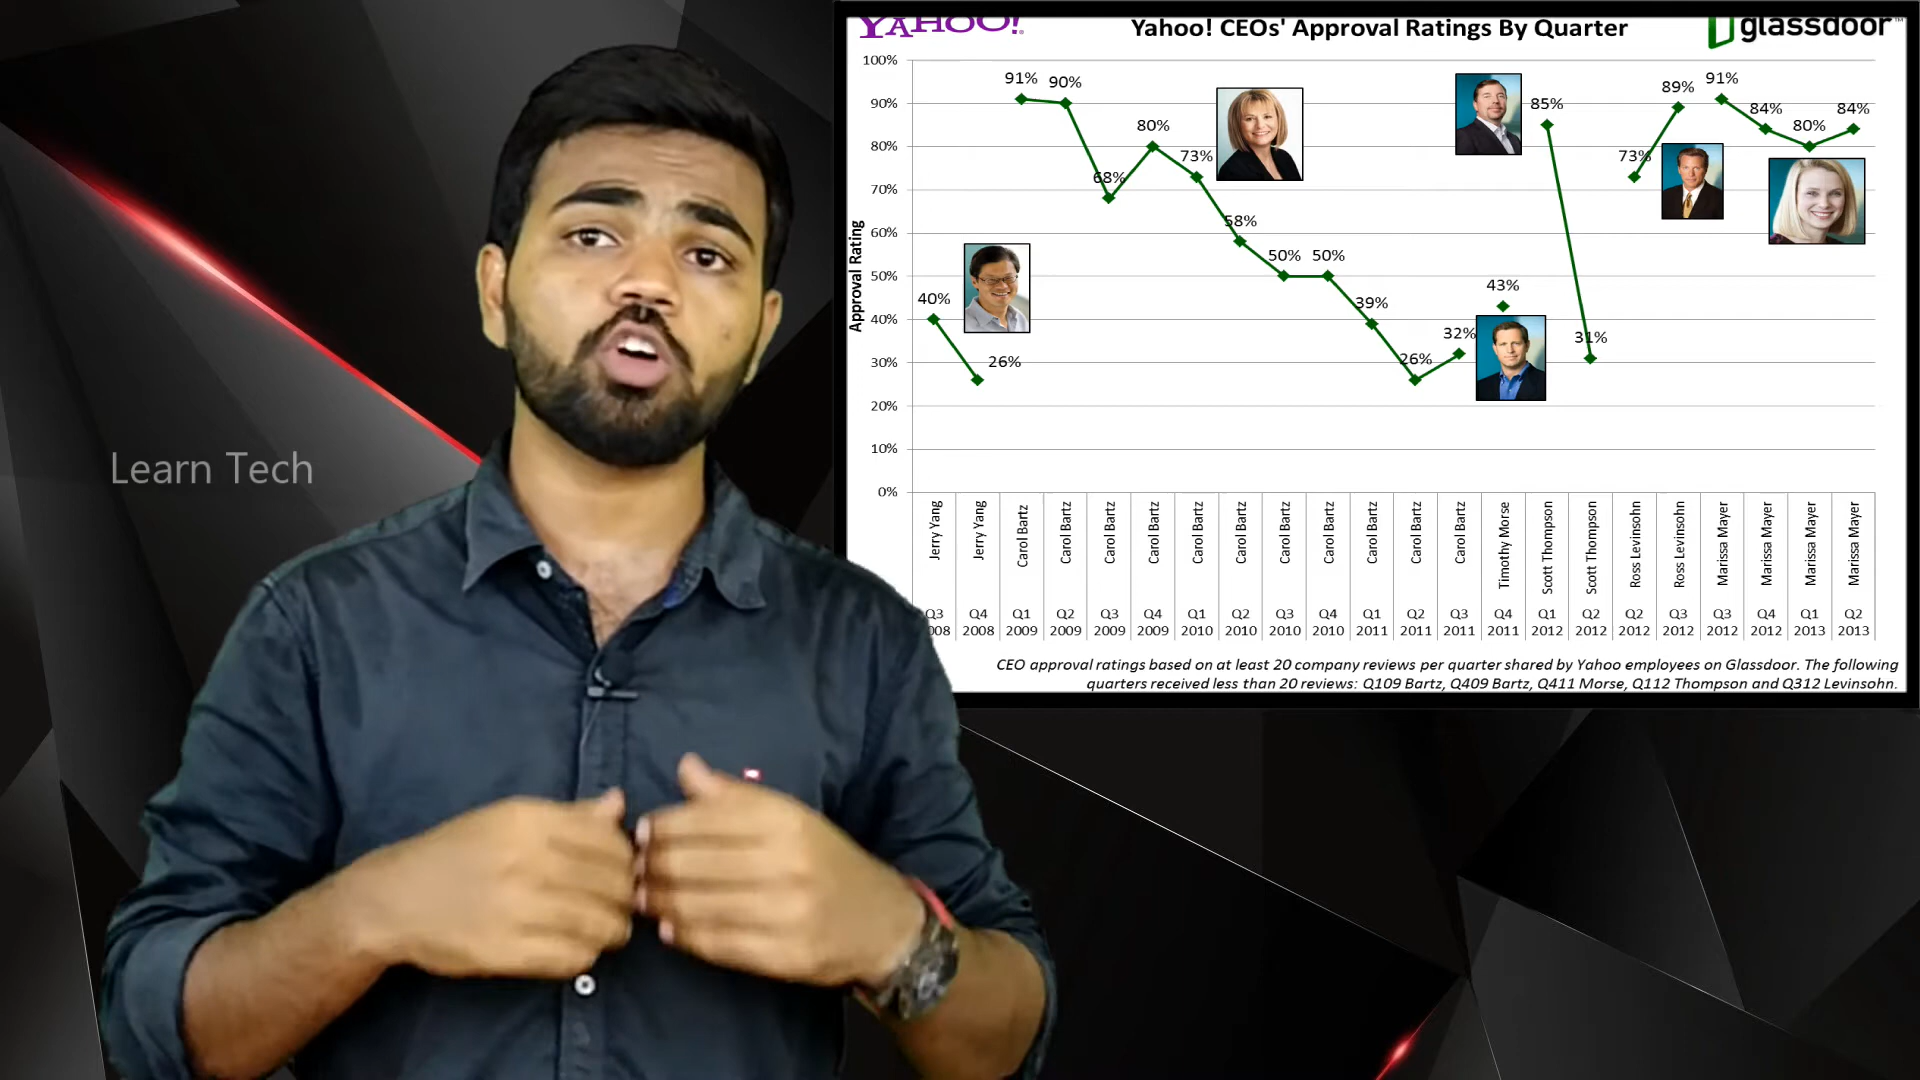 YAHOO!
Yahoo! CEOs' Approval Ratings By Quarter
glassdoor™
Approval Rating
100%
90%
80%
70%
60%
50%
40%
30%
20%
10%
0%
40%
26%
91%
90%
68%
80%
73%
58%
50%
50%
39%
26%
32%
43%
85%
31%
73%
89%
91%
84%
80%
84%
Learn Tech
Jerry Yang
Jerry Yang
Carol Bartz
Carol Bartz
Carol Bartz
Carol Bartz
Carol Bartz
Carol Bartz
Carol Bartz
Carol Bartz
Carol Bartz
Carol Bartz
Carol Bartz
Timothy Morse
Scott Thompson
Scott Thompson
Ross Levinsohn
Ross Levinsohn
Marissa Mayer
Marissa Mayer
Marissa Mayer
Marissa Mayer
Q3 Q4 Q1 Q2 Q3 Q4 Q1 Q2 Q3 Q4 Q1 Q2 Q3 Q4 Q1 Q2 Q2 Q3 Q3 Q4 Q1 Q2
08 2008 2009 2009 2009 2009 2010 2010 2010 2010 2011 2011 2011 2011 2012 2012 2012 2012 2012 2012 2013 2013
CEO approval ratings based on at least 20 company reviews per quarter shared by Yahoo employees on Glassdoor. The following
quarters received less than 20 reviews: Q109 Bartz, Q409 Bartz, Q411 Morse, Q112 Thompson and Q312 Levinsohn.